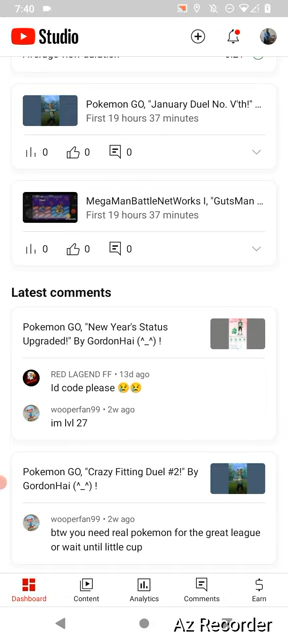 7:40
Studio
Pokemon GO, "January Duel No. V'th!" ...
First 19 hours 37 minutes
0 0 0
MegaManBattleNetWorks I, "GutsMan ...
First 19 hours 37 minutes
0 0 0
Latest comments
Pokemon GO, "New Year's Status
Upgraded!" By GordonHai (^_^) !
RED LAGEND FF • 13d ago
Id code please 😢😢
wooperfan99 • 2w ago
im lvl 27
Pokemon GO, "Crazy Fitting Duel #2!" By
GordonHai (^_^) !
wooperfan99 • 2w ago
btw you need real pokemon for the great league
or wait until little cup
Dashboard Content Analytics Comments Earn
Az Recorder